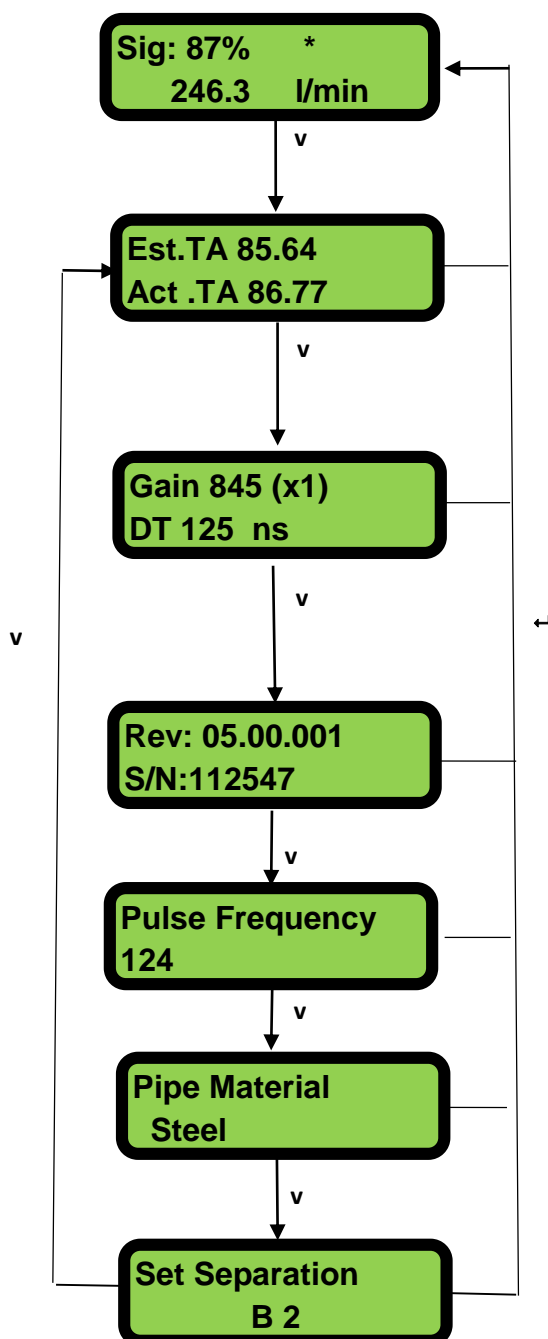 Sig: 87% *
246.3 l/min
v
Est.TA 85.64
Act .TA 86.77
v
Gain 845 (x1)
DT 125 ns
v
v
↵
Rev: 05.00.001
S/N:112547
v
Pulse Frequency
124
v
Pipe Material
Steel
v
Set Separation
B 2